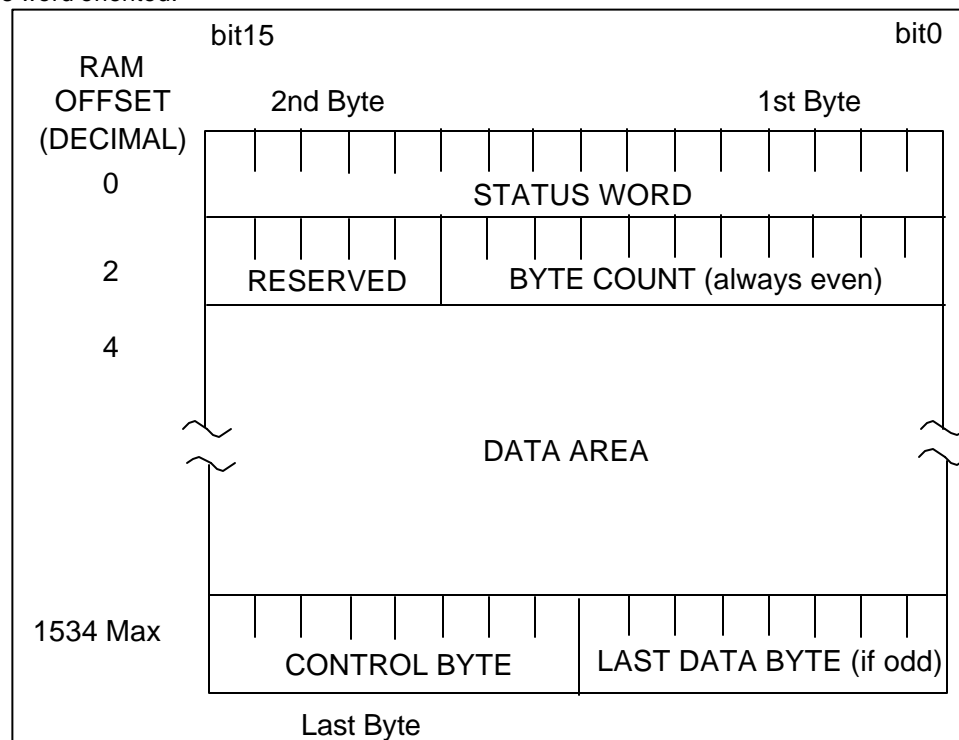 bit15 bit0
RAM
OFFSET
(DECIMAL)
2nd Byte 1st Byte
0 STATUS WORD
2 RESERVED BYTE COUNT (always even)
4
DATA AREA
1534 Max CONTROL BYTE LAST DATA BYTE (if odd)
Last Byte